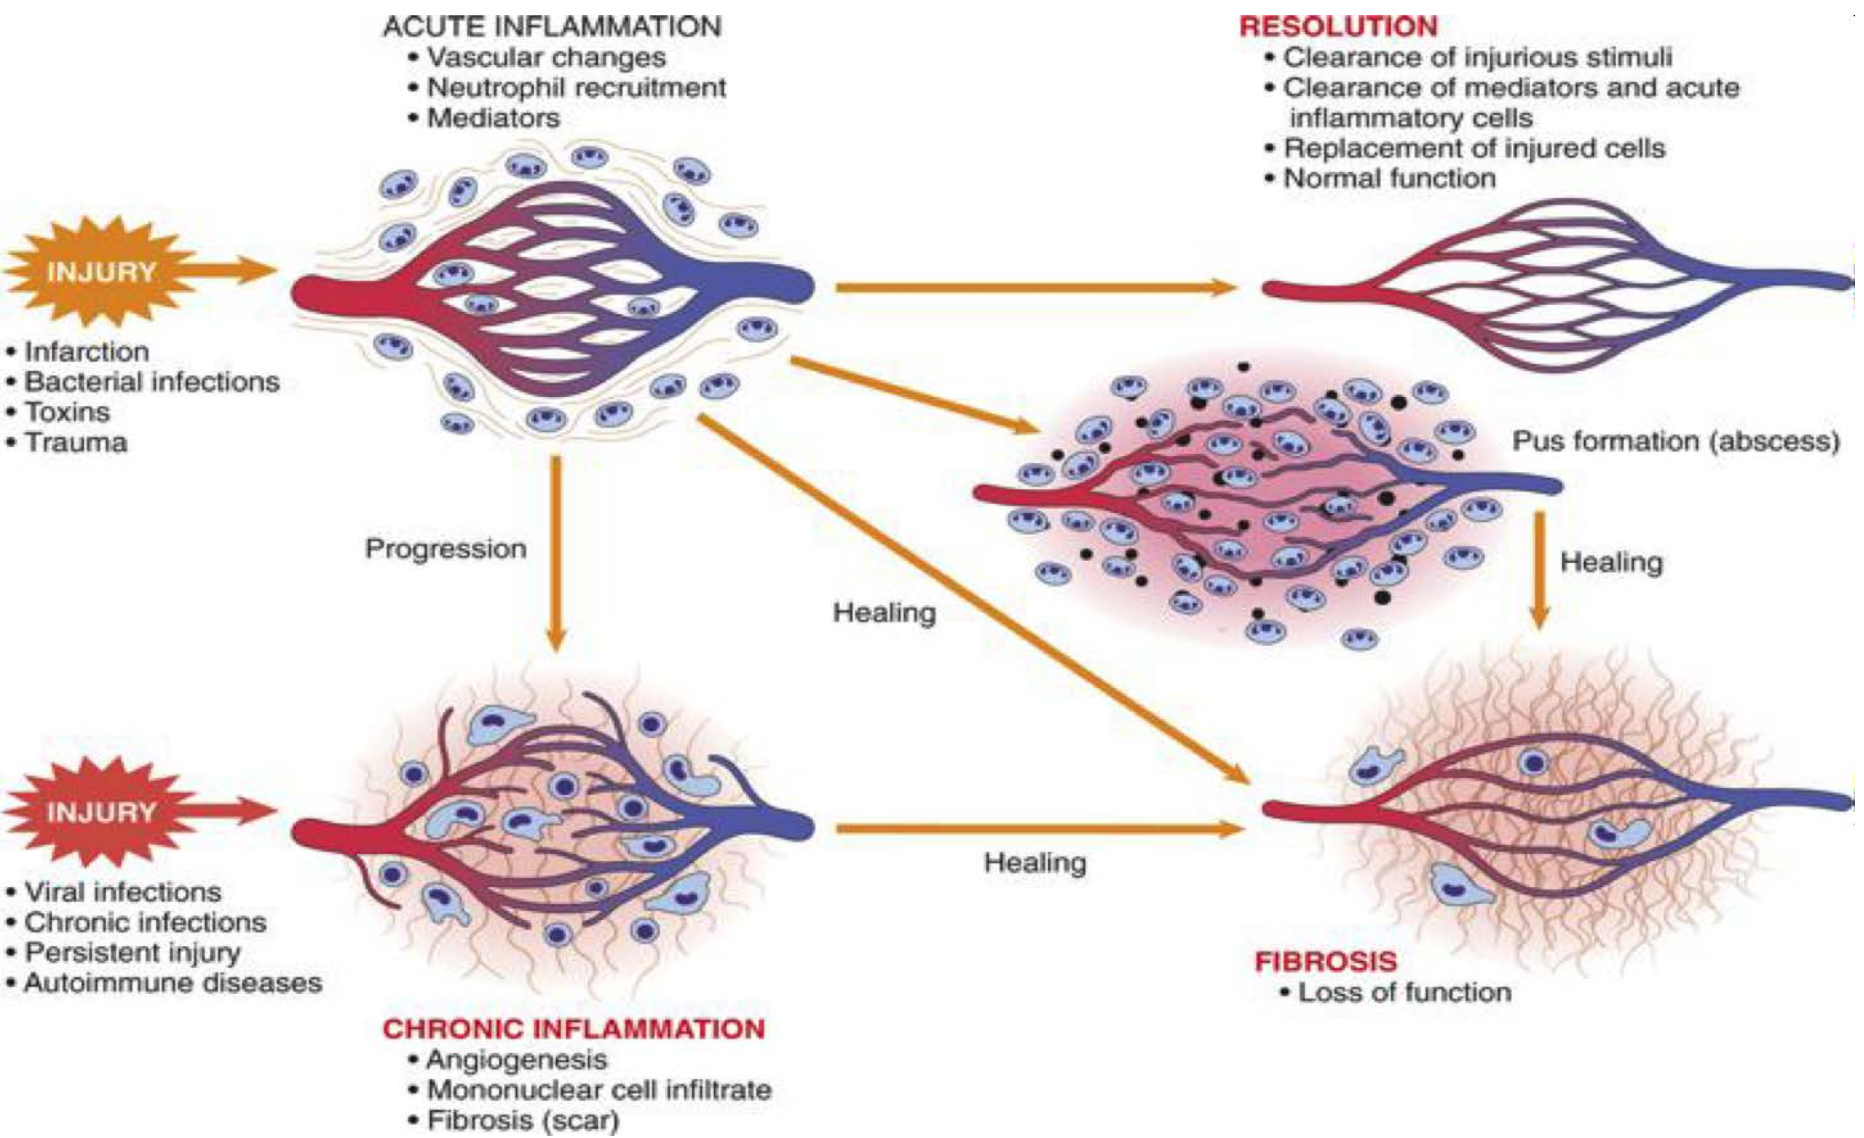 ACUTE INFLAMMATION
• Vascular changes
• Neutrophil recruitment
• Mediators
RESOLUTION
• Clearance of injurious stimuli
• Clearance of mediators and acute
inflammatory cells
• Replacement of injured cells
• Normal function
INJURY
• Infarction
• Bacterial infections
• Toxins
• Trauma
Pus formation (abscess)
Progression
Healing
Healing
INJURY
• Viral infections
• Chronic infections
• Persistent injury
• Autoimmune diseases
Healing
CHRONIC INFLAMMATION
• Angiogenesis
• Mononuclear cell infiltrate
• Fibrosis (scar)
FIBROSIS
• Loss of function